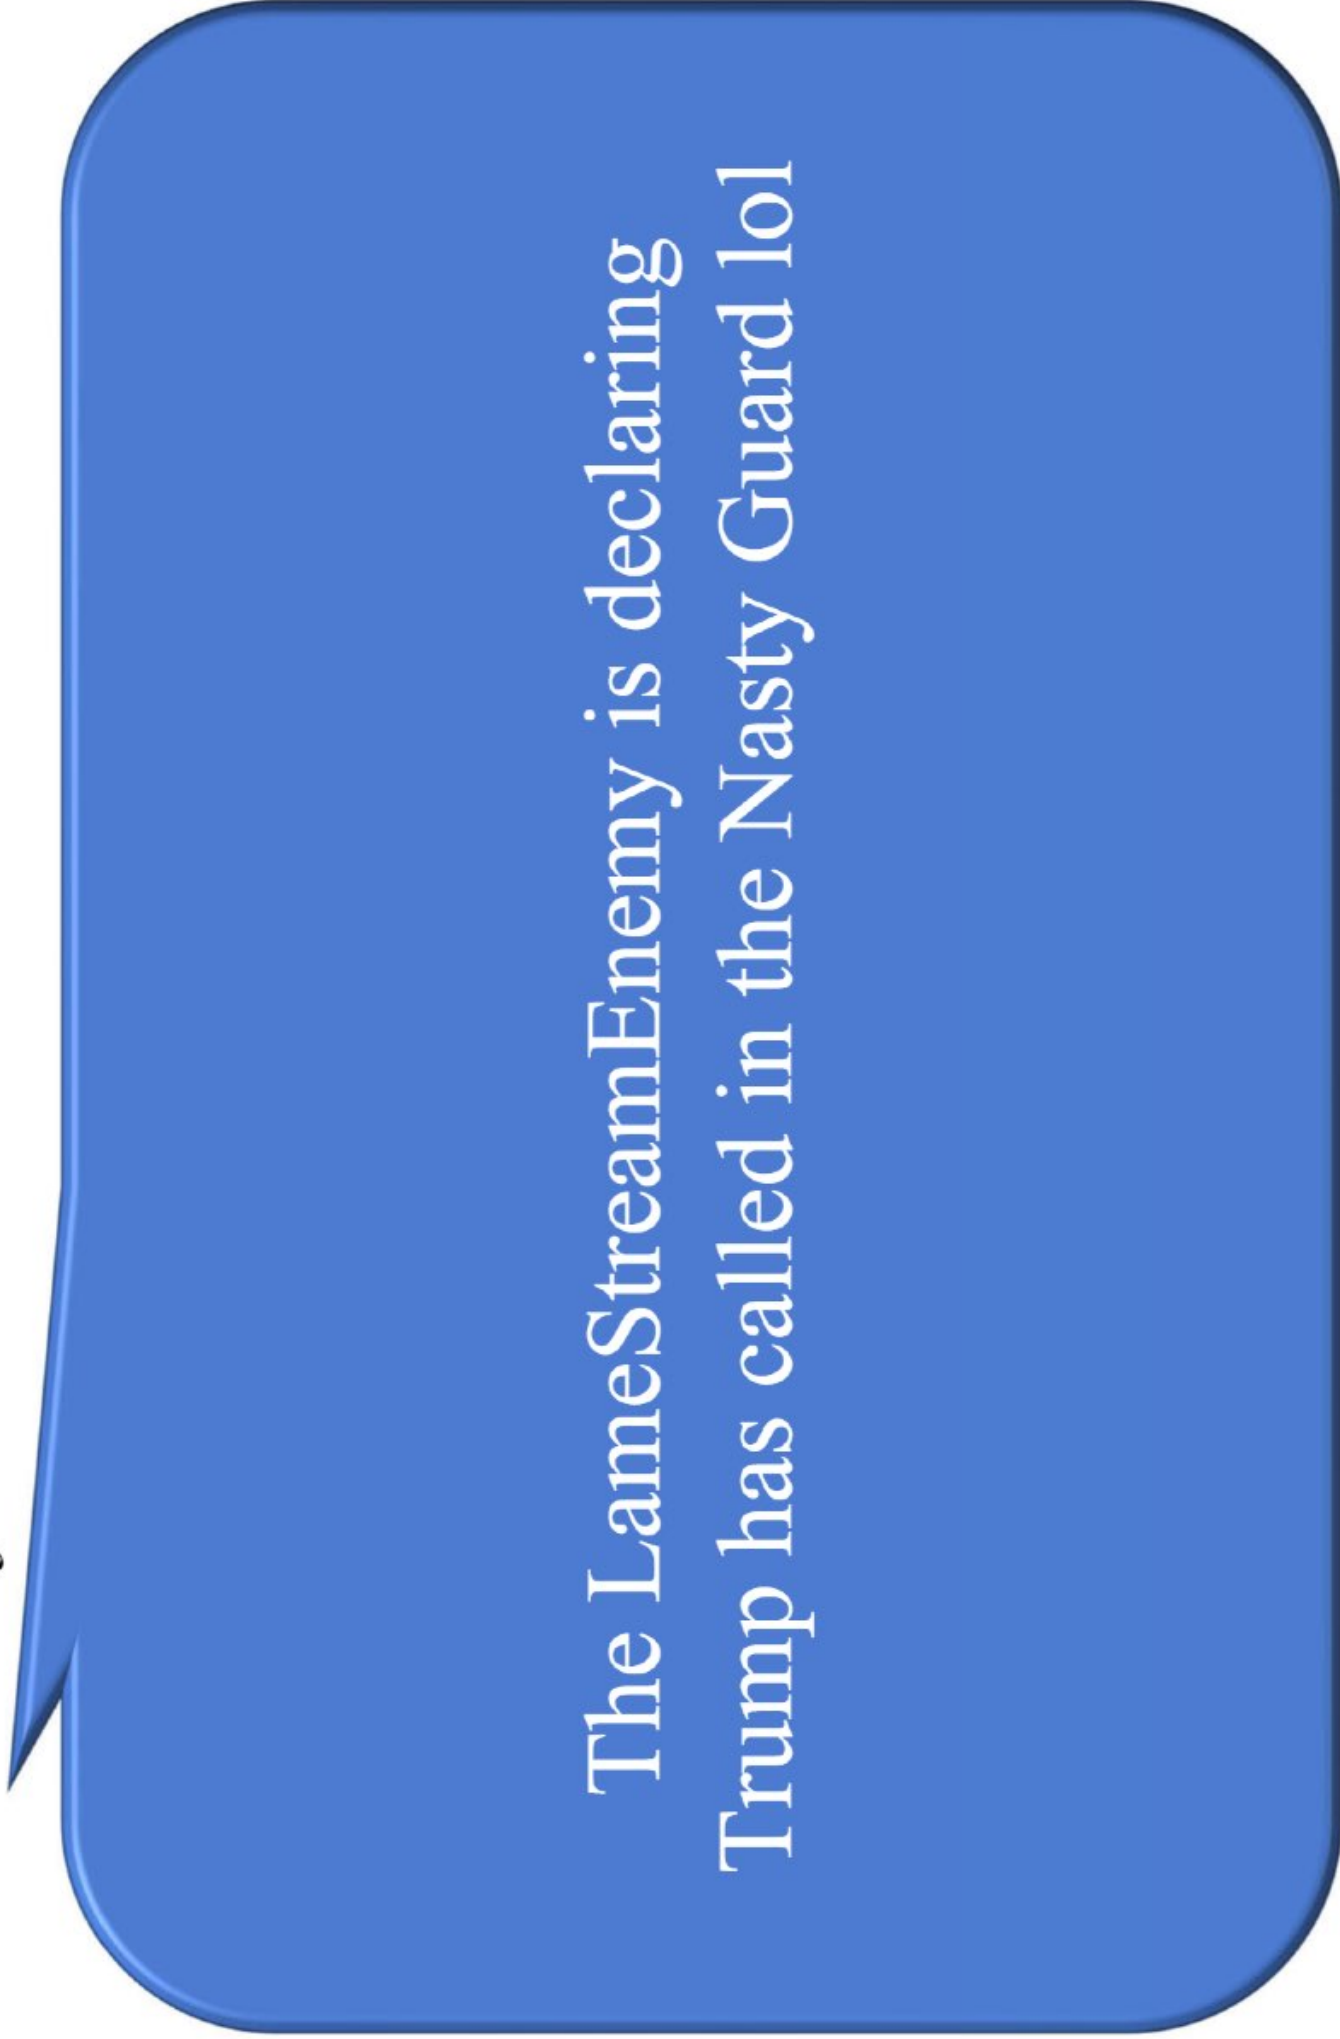 The LameStreamEnemy is declaring
Trump has called in the Nasty Guard lol